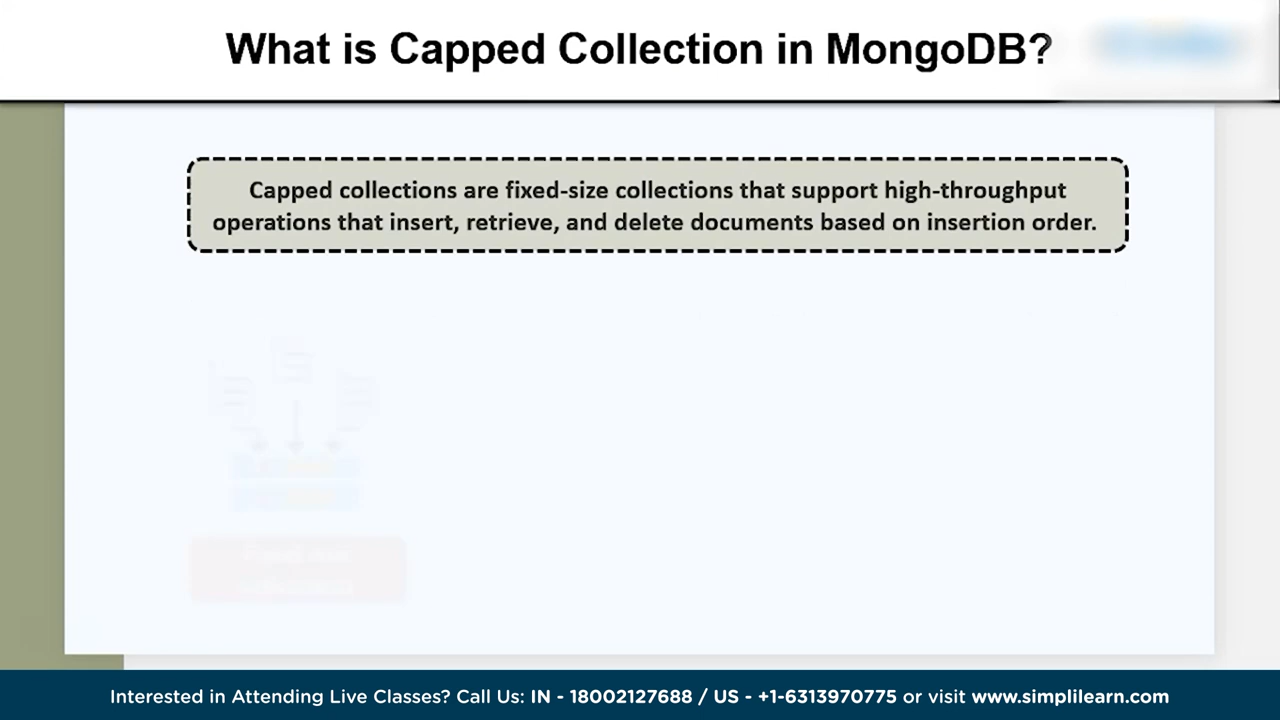 What is Capped Collection in MongoDB?
Capped collections are fixed-size collections that support high-throughput
operations that insert, retrieve, and delete documents based on insertion order.
Interested in Attending Live Classes? Call Us: IN - 18002127688 / US - +1-6313970775 or visit www.simplilearn.com